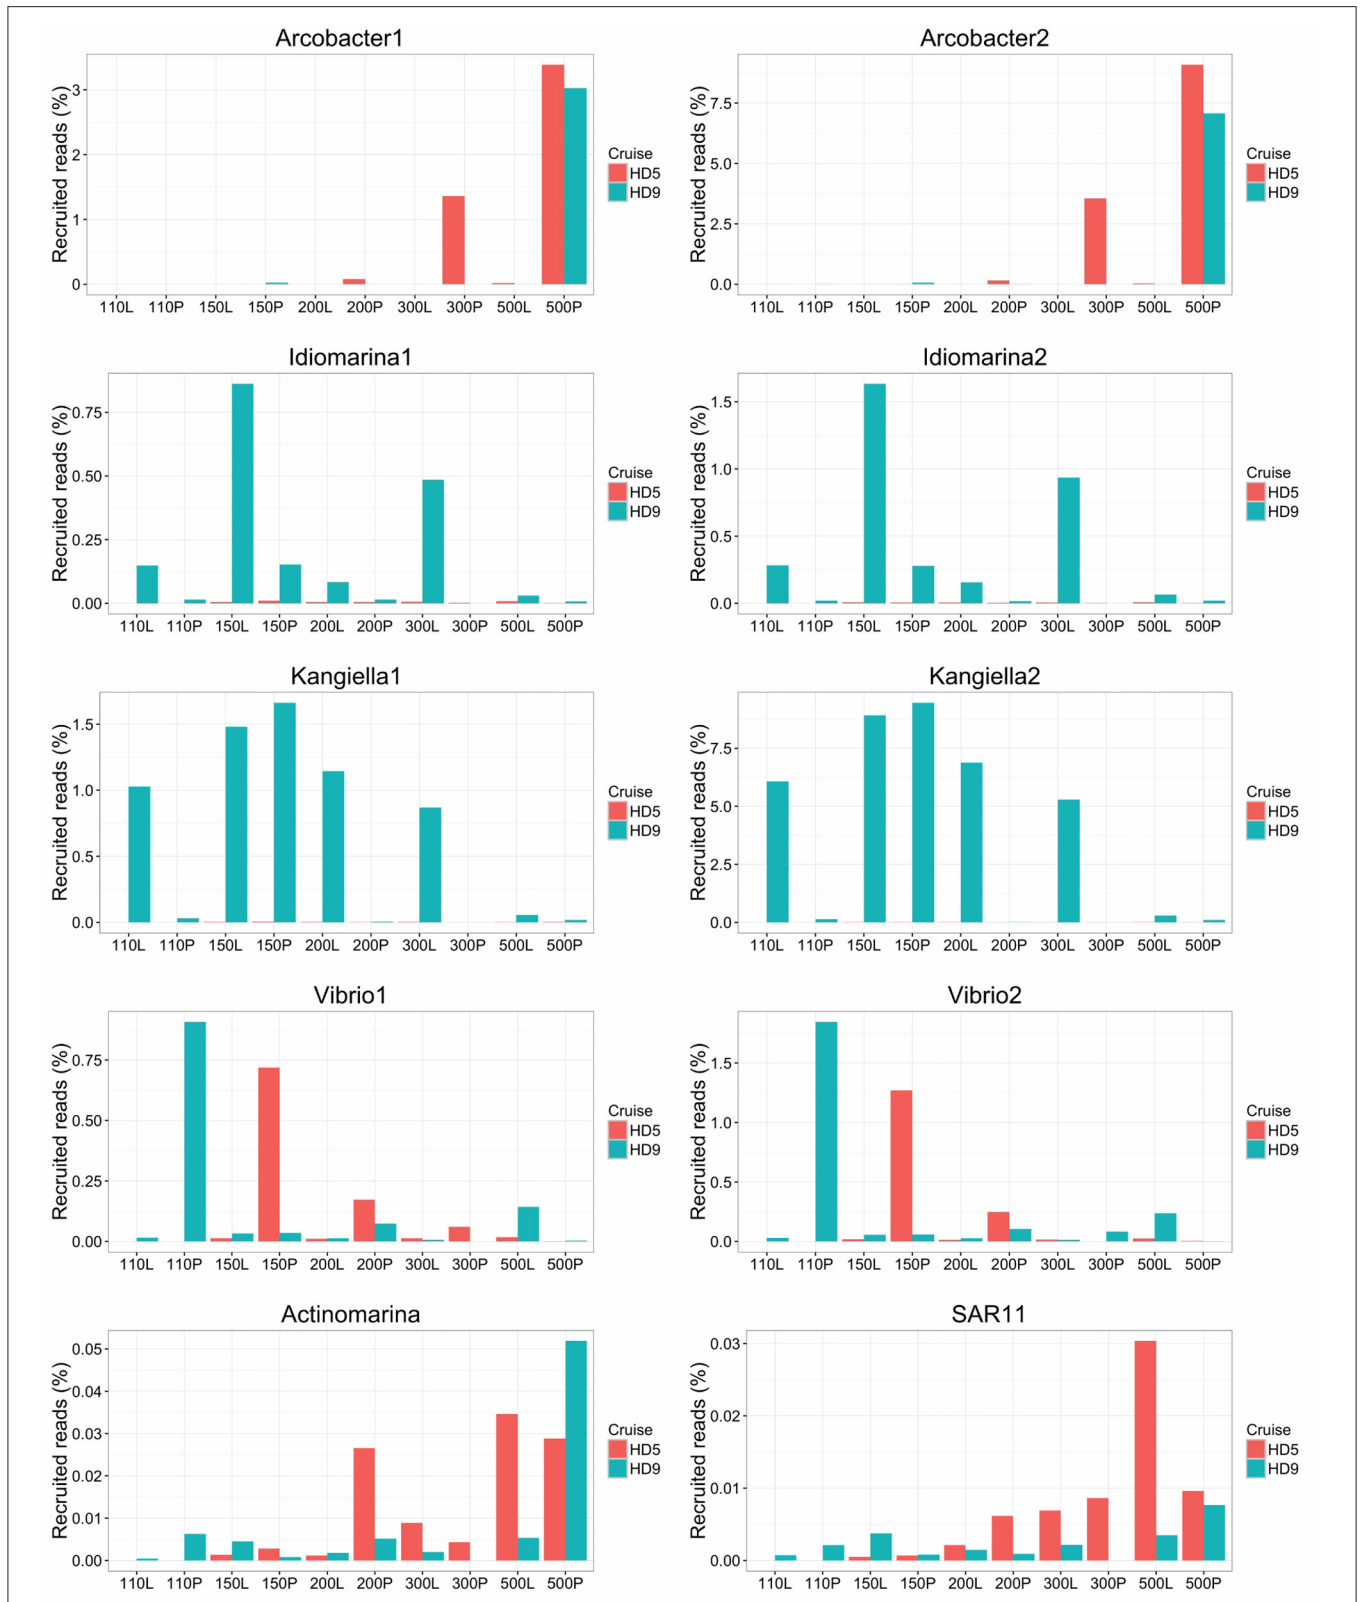 Arcobacter1
Recruited reads (%)
3
2
1
0
110L 110P 150L 150P 200L 200P 300L 300P 500L 500P
Cruise
HD5
HD9
Arcobacter2
Recruited reads (%)
7.5
5.0
2.5
0.0
110L 110P 150L 150P 200L 200P 300L 300P 500L 500P
Cruise
HD5
HD9
Idiomarina1
Recruited reads (%)
0.75
0.50
0.25
0.00
110L 110P 150L 150P 200L 200P 300L 300P 500L 500P
Cruise
HD5
HD9
Idiomarina2
Recruited reads (%)
1.5
1.0
0.5
0.0
110L 110P 150L 150P 200L 200P 300L 300P 500L 500P
Cruise
HD5
HD9
Kangiella1
Recruited reads (%)
1.5
1.0
0.5
0.0
110L 110P 150L 150P 200L 200P 300L 300P 500L 500P
Cruise
HD5
HD9
Kangiella2
Recruited reads (%)
7.5
5.0
2.5
0.0
110L 110P 150L 150P 200L 200P 300L 300P 500L 500P
Cruise
HD5
HD9
Vibrio1
Recruited reads (%)
0.75
0.50
0.25
0.00
110L 110P 150L 150P 200L 200P 300L 300P 500L 500P
Cruise
HD5
HD9
Vibrio2
Recruited reads (%)
1.5
1.0
0.5
0.0
110L 110P 150L 150P 200L 200P 300L 300P 500L 500P
Cruise
HD5
HD9
Actinomarina
Recruited reads (%)
0.05
0.04
0.03
0.02
0.01
0.00
110L 110P 150L 150P 200L 200P 300L 300P 500L 500P
Cruise
HD5
HD9
SAR11
Recruited reads (%)
0.03
0.02
0.01
0.00
110L 110P 150L 150P 200L 200P 300L 300P 500L 500P
Cruise
HD5
HD9